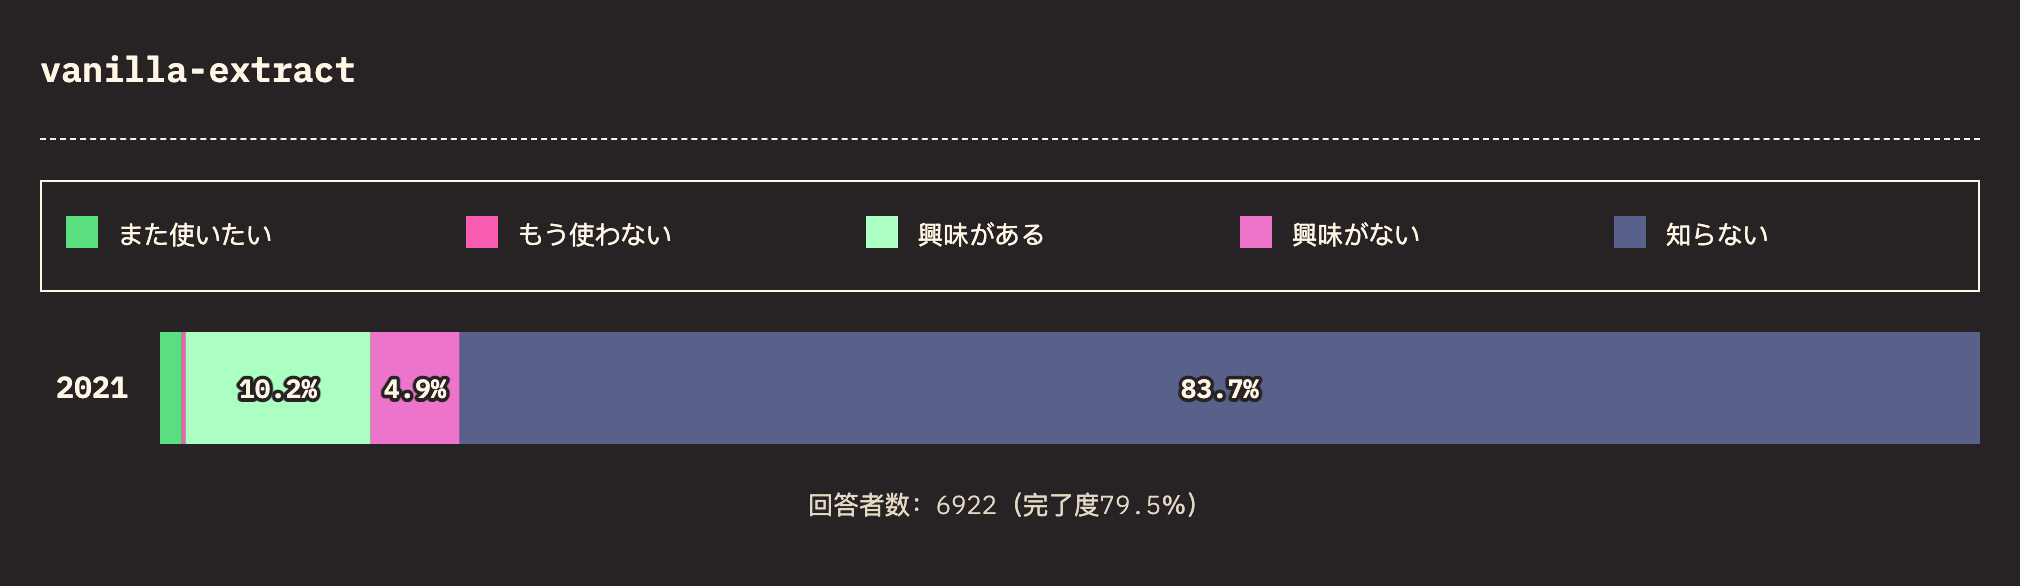 vanilla-extract
また使いたい もう使わない 興味がある 興味がない 知らない
2021 10.2% 4.9% 83.7%
回答者数: 6922 (完了度79.5%)